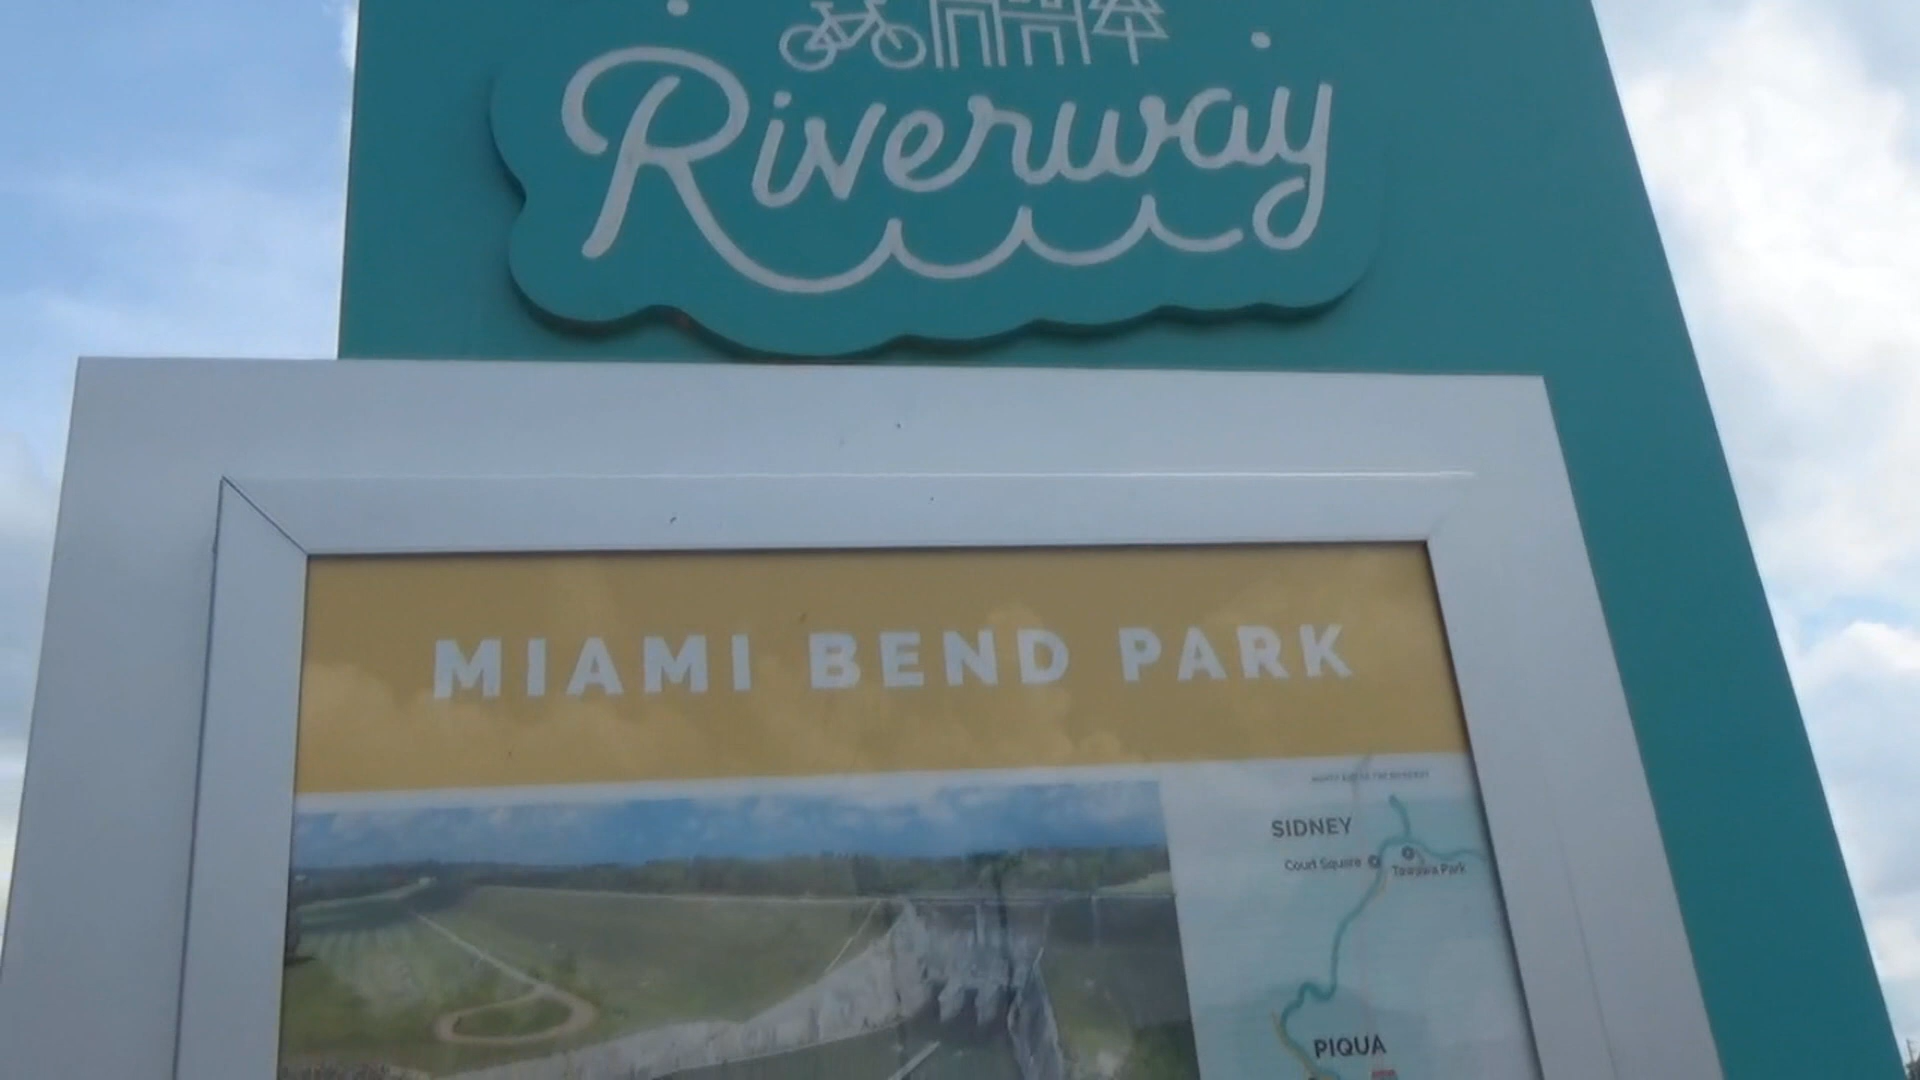 Riverway
MIAMI BEND PARK
SIDNEY
Court Square
Tawawa Park
PIQUA